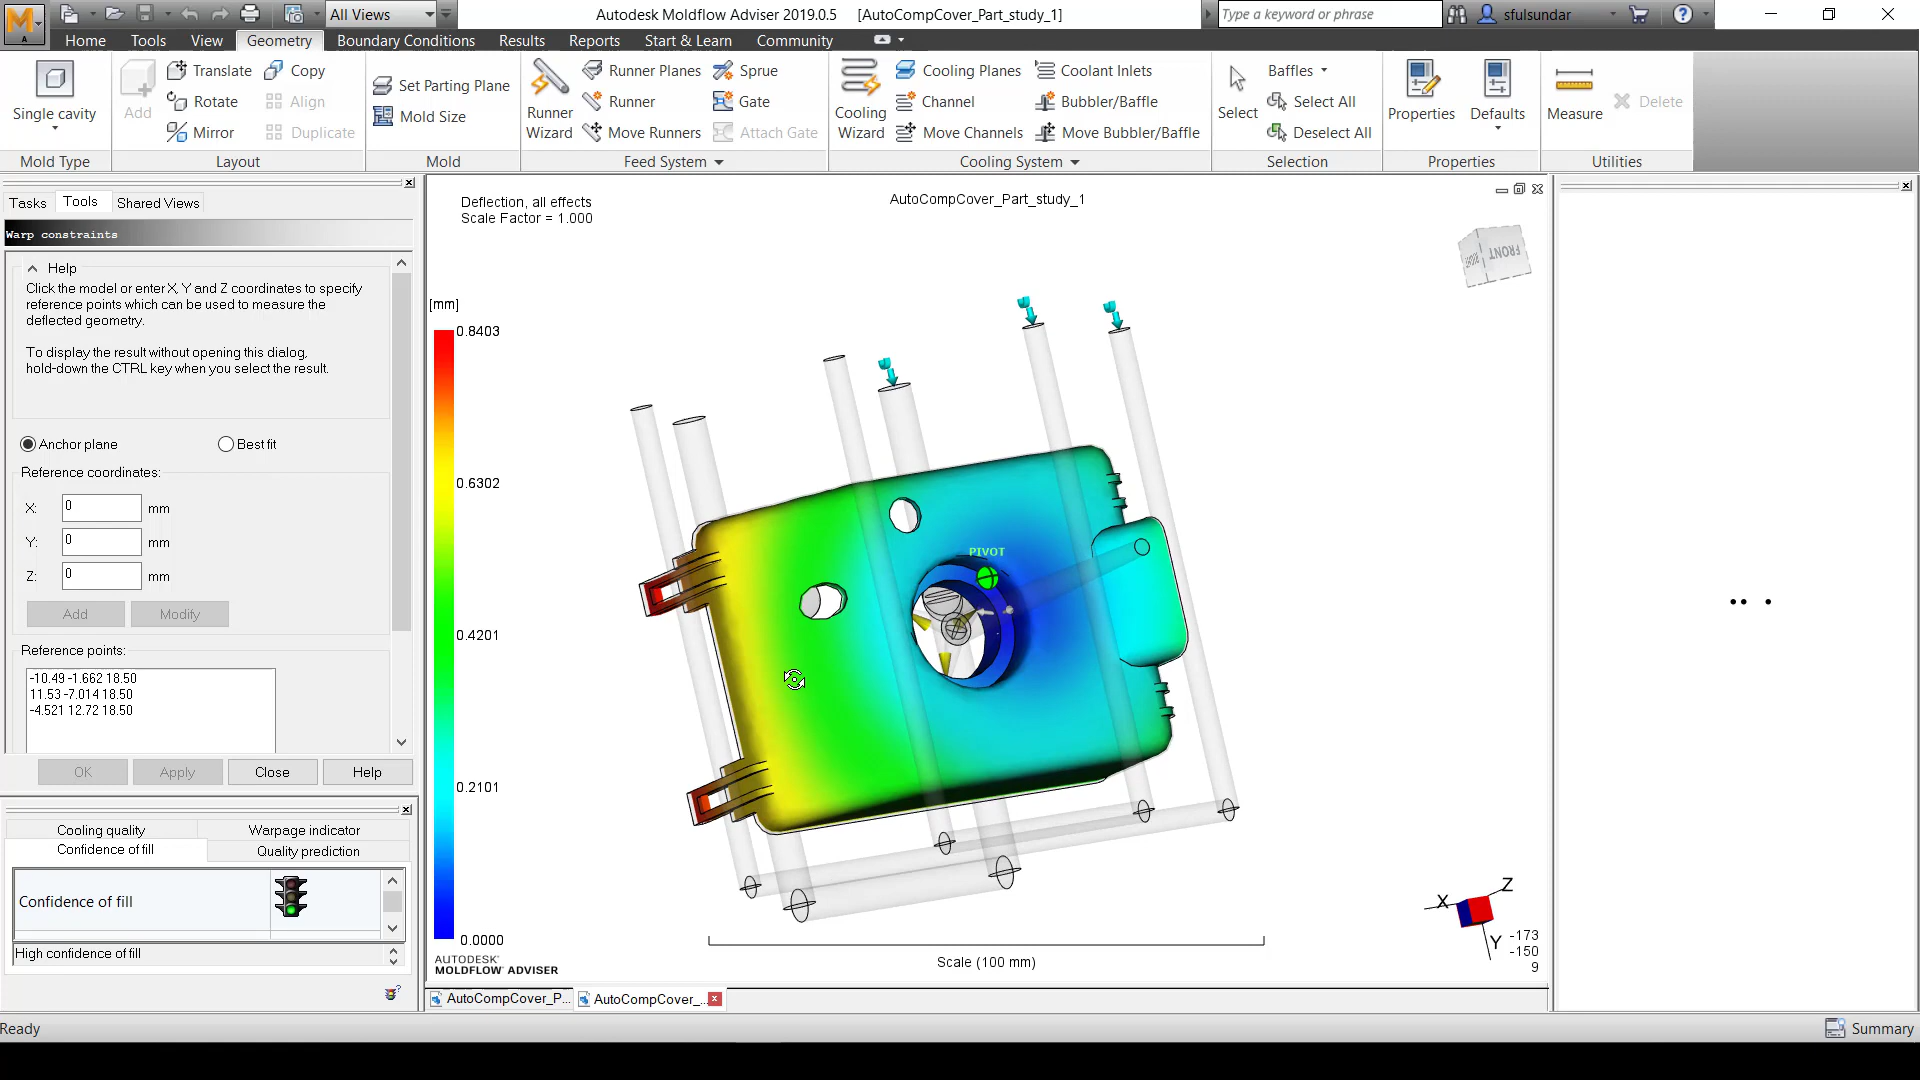 All Views
Autodesk Moldflow Adviser 2019.0.5 [AutoCompCover_Part_study_1]
Type a keyword or phrase
sfulsundar
Home Tools View Geometry Boundary Conditions Results Reports Start & Learn Community
Single cavity
Mold Type
Add
Translate
Rotate
Mirror
Copy
Align
Duplicate
Layout
Set Parting Plane
Mold Size
Mold
Runner
Wizard
Runner Planes
Runner
Move Runners
Sprue
Gate
Attach Gate
Feed System
Cooling
Wizard
Cooling Planes
Channel
Move Channels
Coolant Inlets
Bubbler/Baffle
Move Bubbler/Baffle
Cooling System
Select
Baffles
Select All
Deselect All
Selection
Properties
Defaults
Properties
Measure
Delete
Utilities
Tasks Tools Shared Views
Warp constraints
Help
Click the model or enter X, Y and Z coordinates to specify
reference points which can be used to measure the
deflected geometry.
To display the result without opening this dialog,
hold-down the CTRL key when you select the result.
Anchor plane Best fit
Reference coordinates:
X: 0 mm
Y: 0 mm
Z: 0 mm
Add Modify
Reference points:
-10.49 -1.662 18.50
11.53 -7.014 18.50
-4.521 12.72 18.50
OK Apply Close Help
Cooling quality Warpage indicator
Confidence of fill Quality prediction
Confidence of fill
High confidence of fill
Deflection, all effects
Scale Factor = 1.000
AutoCompCover_Part_study_1
[mm]
0.8403
0.6302
0.4201
0.2101
0.0000
PIVOT
FRONT
AUTODESK®
MOLDFLOW® ADVISER
Scale (100 mm)
X
Z
Y
-173
-150
9
AutoCompCover_P...
AutoCompCover_...
Ready
Summary